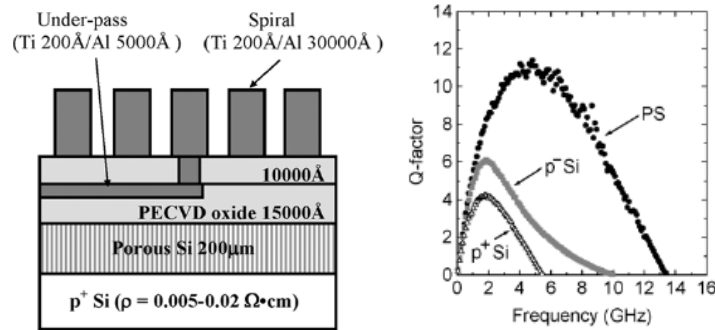 Under-pass
(Ti 200Å/Al 5000Å)
Spiral
(Ti 200Å/Al 30000Å)
10000Å
PECVD oxide 15000Å
Porous Si 200μm
p⁺ Si (ρ = 0.005-0.02 Ω•cm)
Q-factor
14
12
10
8
6
4
2
0
PS
p⁻Si
p⁺Si
0 2 4 6 8 10 12 14 16
Frequency (GHz)